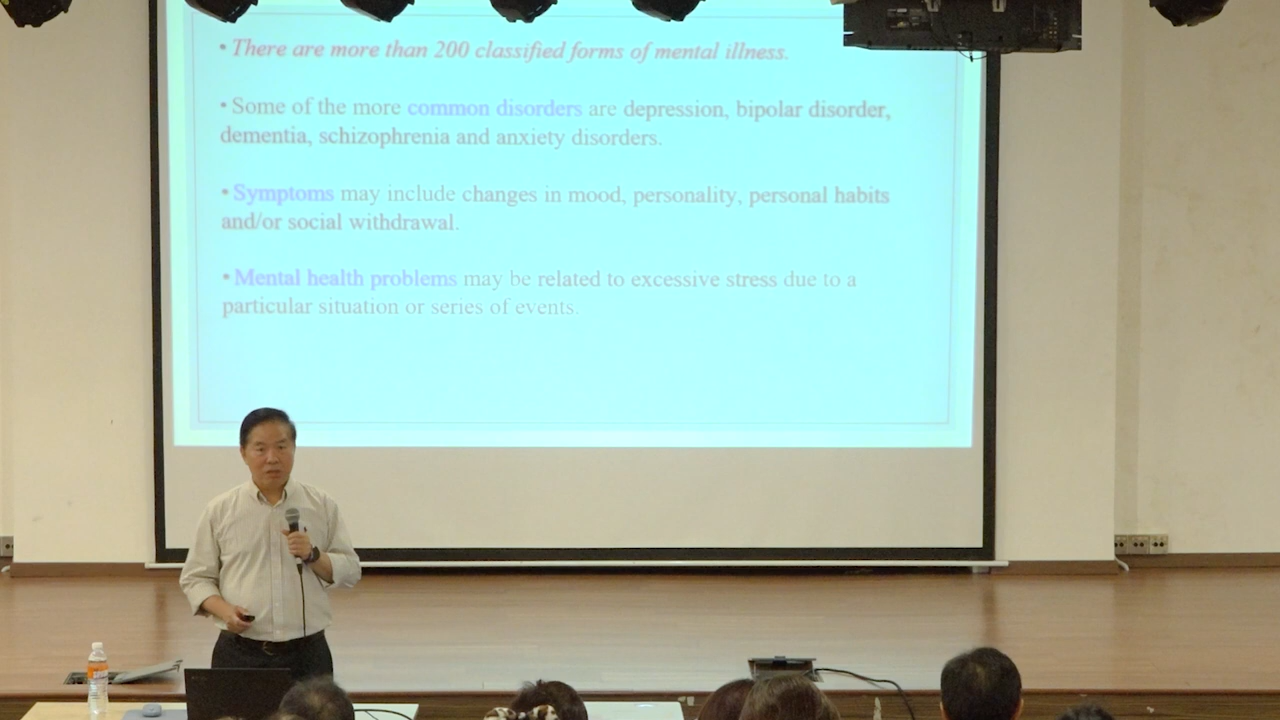 • There are more than 200 classified forms of mental illness.
• Some of the more common disorders are depression, bipolar disorder,
dementia, schizophrenia and anxiety disorders.
• Symptoms may include changes in mood, personality, personal habits
and/or social withdrawal.
• Mental health problems may be related to excessive stress due to a
particular situation or series of events.